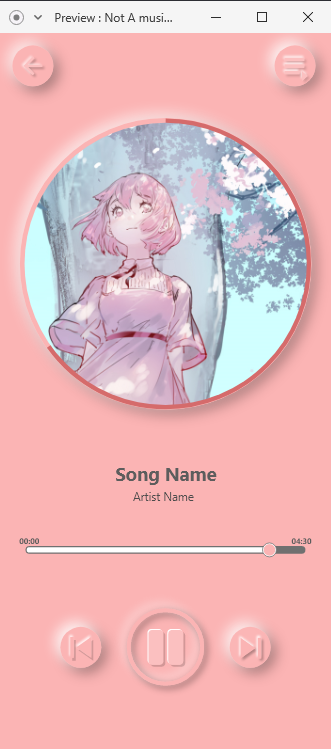 Preview : Not A musi...
Song Name
Artist Name
00:00
04:30